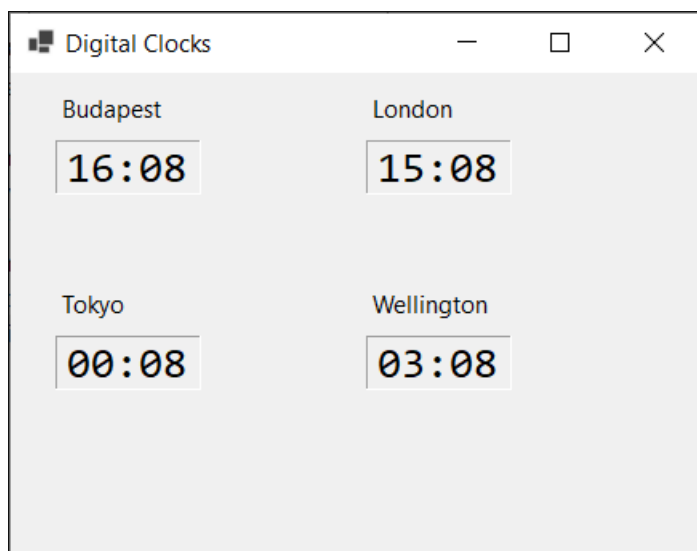 Digital Clocks
Budapest London
16:08 15:08
Tokyo Wellington
00:08 03:08